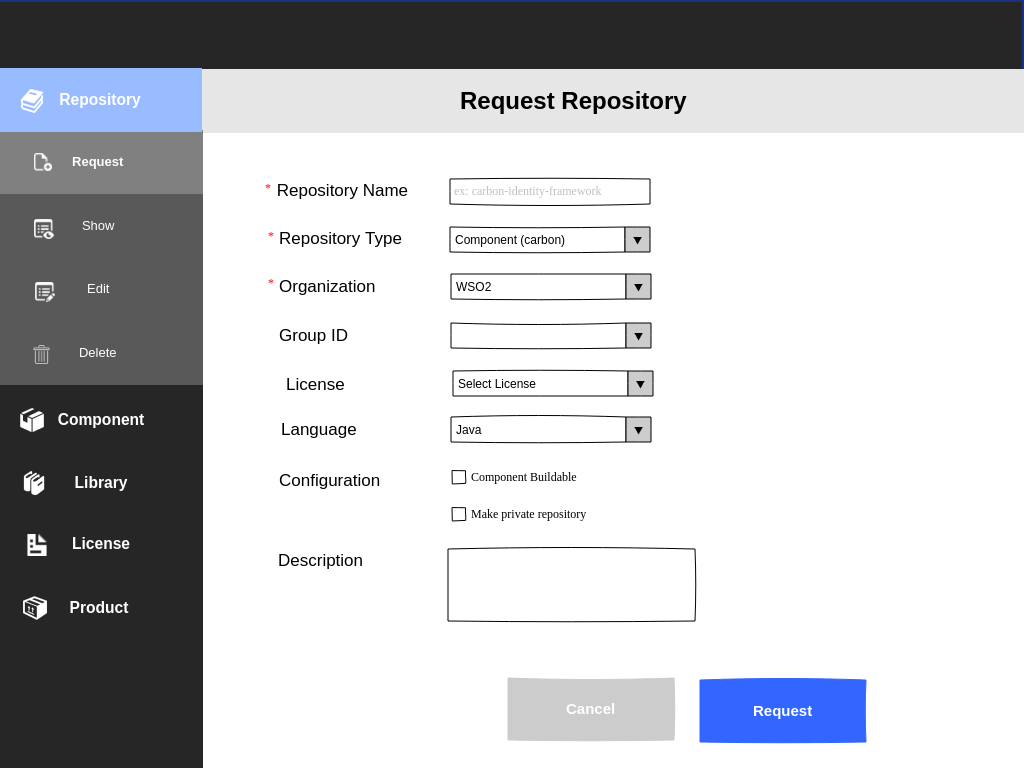 Repository
Request Repository
Request
Show
Edit
Delete
Component
Library
License
Product
* Repository Name
ex: carbon-identity-framework
* Repository Type
Component (carbon)
* Organization
WSO2
Group ID
License
Select License
Language
Java
Configuration
Component Buildable
Make private repository
Description
Cancel
Request